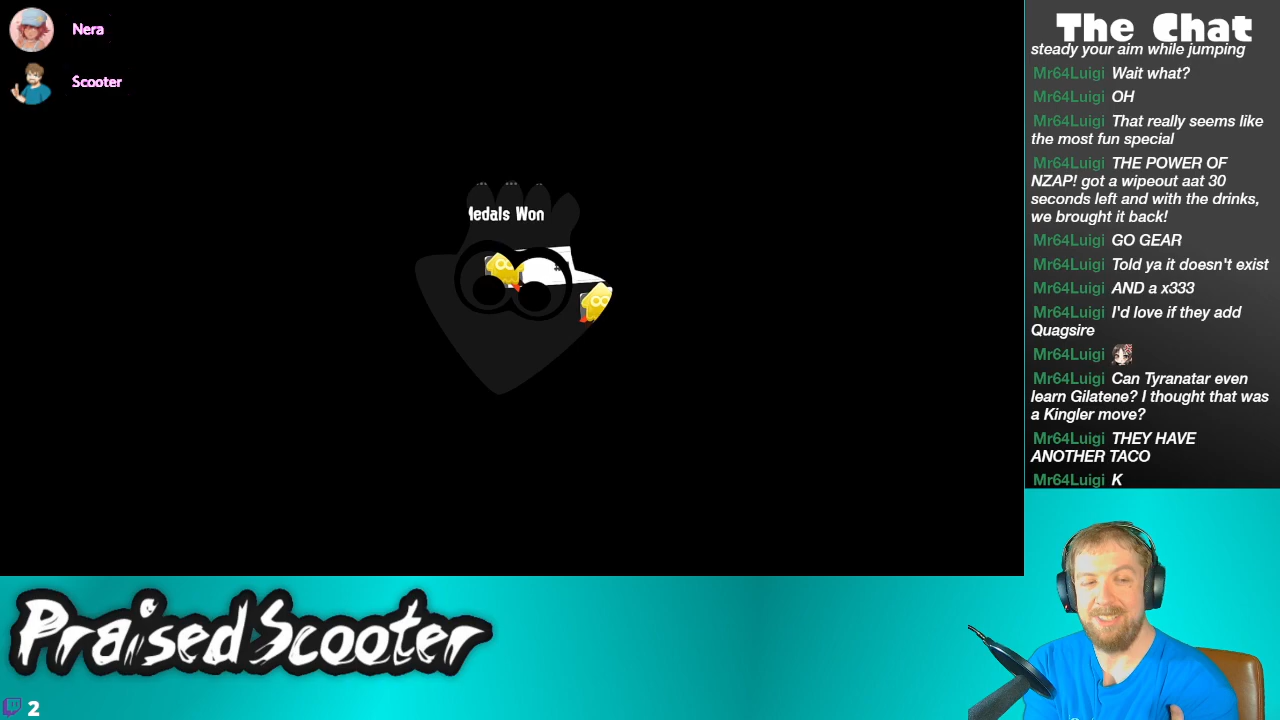 Nera
Scooter
Medals Won
The Chat
steady your aim while jumping
Mr64Luigi Wait what?
Mr64Luigi OH
Mr64Luigi That really seems like
the most fun special
Mr64Luigi THE POWER OF
NZAP! got a wipeout aat 30
seconds left and with the drinks,
we brought it back!
Mr64Luigi GO GEAR
Mr64Luigi Told ya it doesn't exist
Mr64Luigi AND a x333
Mr64Luigi I'd love if they add
Quagsire
Mr64Luigi
Mr64Luigi Can Tyranatar even
learn Gilatene? I thought that was
a Kingler move?
Mr64Luigi THEY HAVE
ANOTHER TACO
Mr64Luigi K
PraisedScooter
2